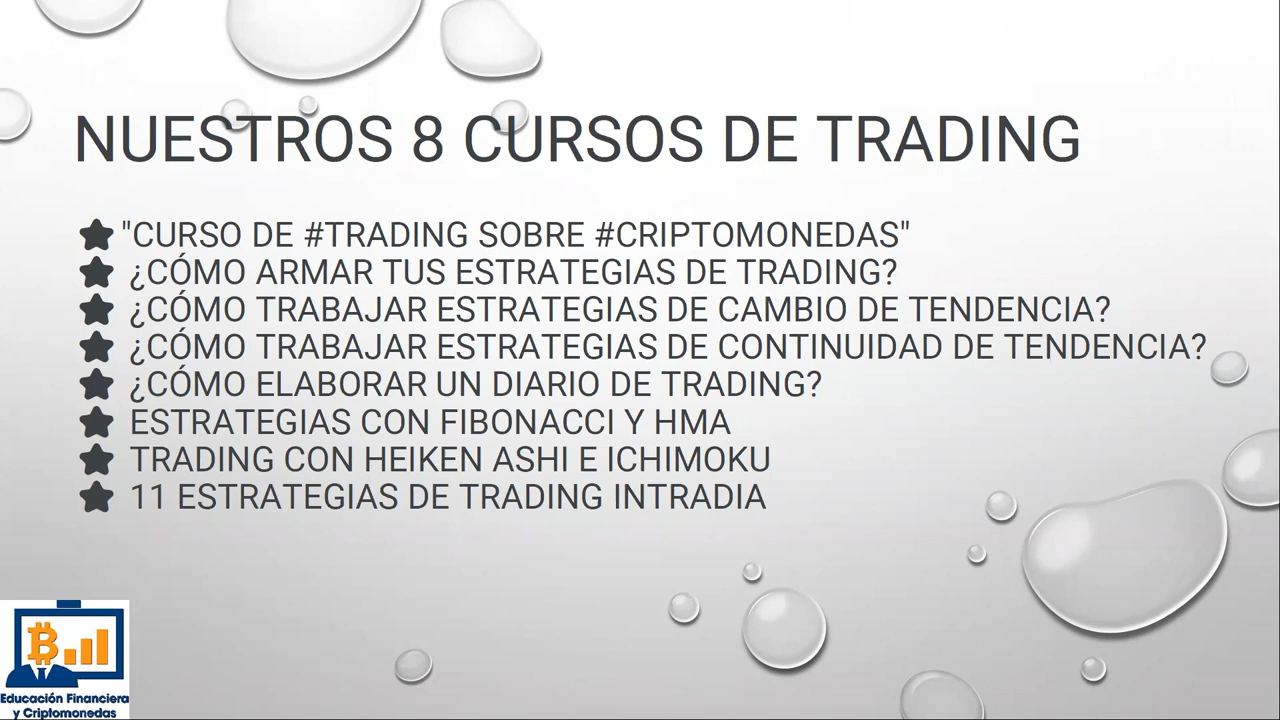 NUESTROS 8 CURSOS DE TRADING
"CURSO DE #TRADING SOBRE #CRIPTOMONEDAS"
¿CÓMO ARMAR TUS ESTRATEGIAS DE TRADING?
¿CÓMO TRABAJAR ESTRATEGIAS DE CAMBIO DE TENDENCIA?
¿CÓMO TRABAJAR ESTRATEGIAS DE CONTINUIDAD DE TENDENCIA?
¿CÓMO ELABORAR UN DIARIO DE TRADING?
ESTRATEGIAS CON FIBONACCI Y HMA
TRADING CON HEIKEN ASHI E ICHIMOKU
11 ESTRATEGIAS DE TRADING INTRADIA
Educación Financiera
y Criptomonedas